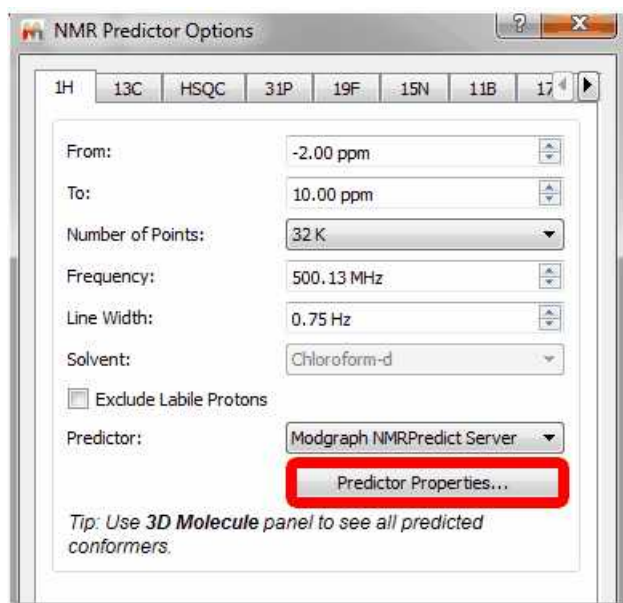 NMR Predictor Options
1H 13C HSQC 31P 19F 15N 11B 17
From: -2.00 ppm
To: 10.00 ppm
Number of Points: 32 K
Frequency: 500.13 MHz
Line Width: 0.75 Hz
Solvent: Chloroform-d
Exclude Labile Protons
Predictor: Modgraph NMRPredict Server
Predictor Properties...
Tip: Use 3D Molecule panel to see all predicted
conformers.